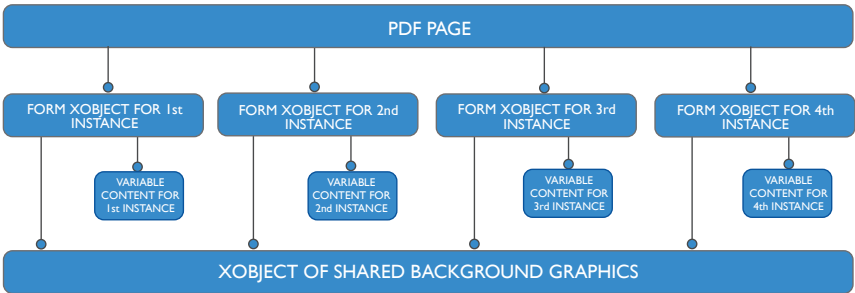 PDF PAGE
FORM XOBJECT FOR 1st
INSTANCE
FORM XOBJECT FOR 2nd
INSTANCE
FORM XOBJECT FOR 3rd
INSTANCE
FORM XOBJECT FOR 4th
INSTANCE
VARIABLE
CONTENT FOR
1st INSTANCE
VARIABLE
CONTENT FOR
2nd INSTANCE
VARIABLE
CONTENT FOR
3rd INSTANCE
VARIABLE
CONTENT FOR
4th INSTANCE
XOBJECT OF SHARED BACKGROUND GRAPHICS